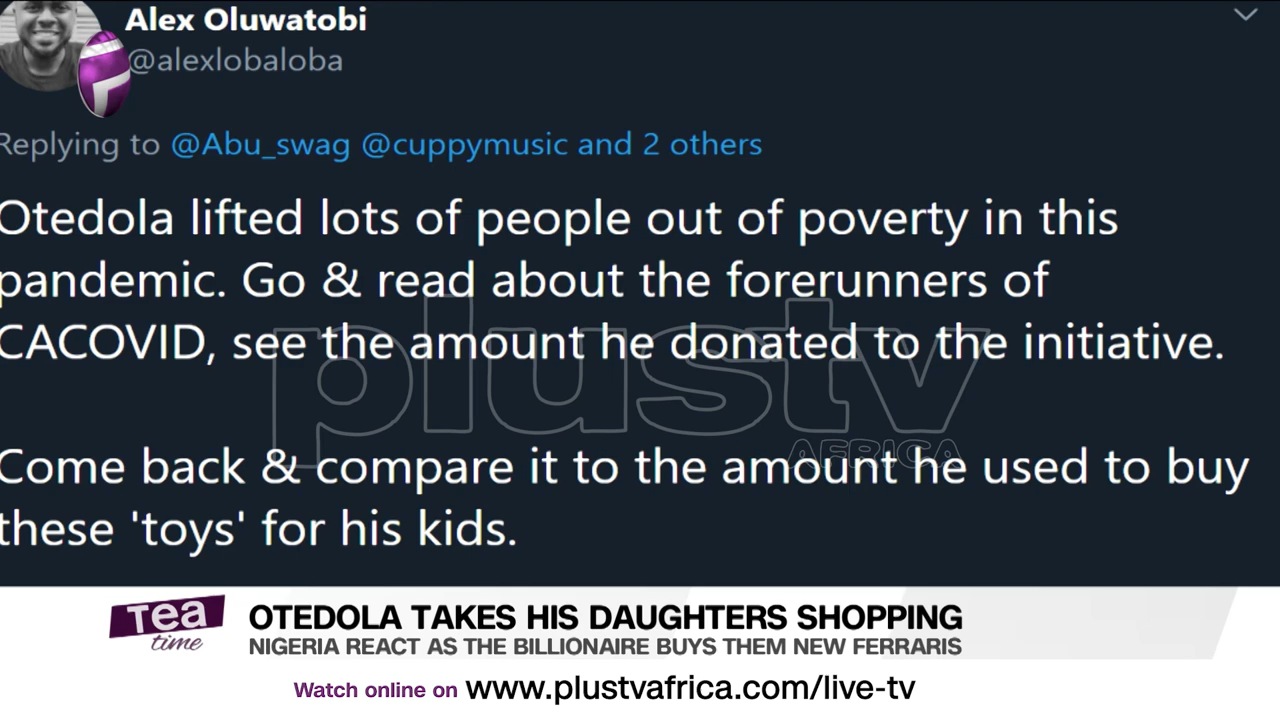 Alex Oluwatobi
@alexlobaloba
Replying to @Abu_swag @cuppymusic and 2 others
Otedola lifted lots of people out of poverty in this
pandemic. Go & read about the forerunners of
CACOVID, see the amount he donated to the initiative.
Come back & compare it to the amount he used to buy
these 'toys' for his kids.
plustv
AFRICA
Tea
time
OTEDOLA TAKES HIS DAUGHTERS SHOPPING
NIGERIA REACT AS THE BILLIONAIRE BUYS THEM NEW FERRARIS
Watch online on www.plustvafrica.com/live-tv